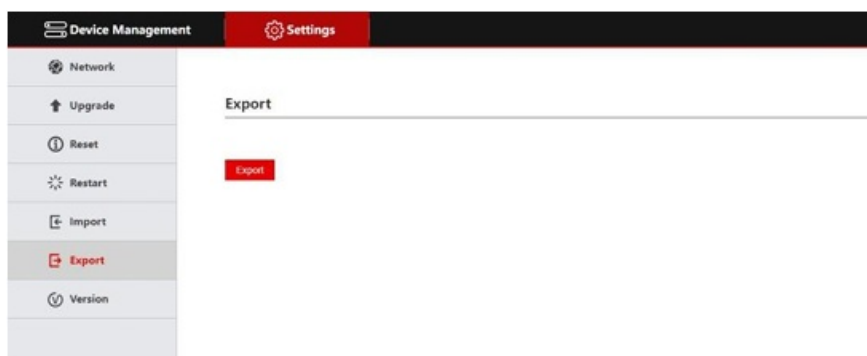 Device Management
Settings
Network
Upgrade
Reset
Restart
Import
Export
Version
Export
Export